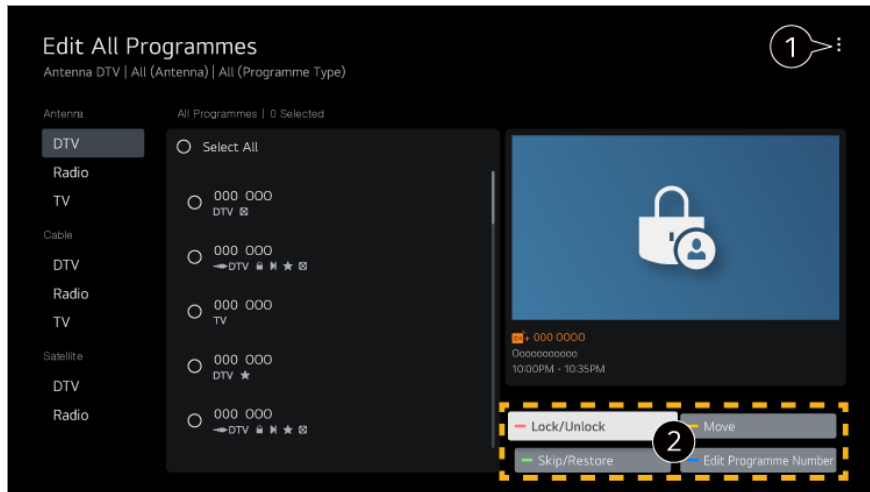 Edit All Programmes
1
Antenna DTV | All (Antenna) | All (Programme Type)
Antenna
DTV
Radio
TV
Cable
DTV
Radio
TV
Satellite
DTV
Radio
All Programmes | 0 Selected
Select All
000 000
DTV
000 000
DTV
000 000
TV
000 000
DTV
000 000
DTV
CH+ 000 0000
Oooooooooo
10:00PM - 10:35PM
Lock/Unlock
Move
2
Skip/Restore
Edit Programme Number